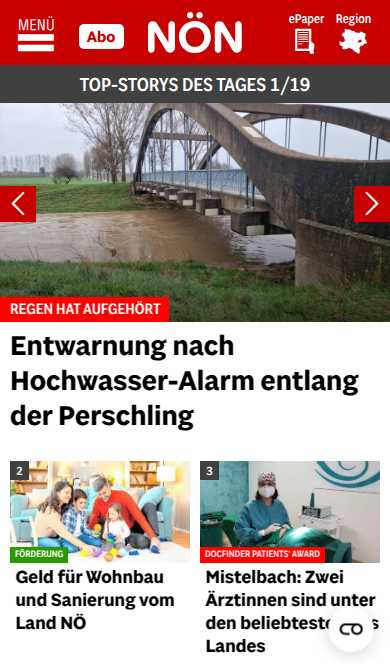 MENÜ
Abo
NÖN
ePaper
Region
TOP-STORYS DES TAGES 1/19
REGEN HAT AUFGEHÖRT
Entwarnung nach
Hochwasser-Alarm entlang
der Perschling
2
FÖRDERUNG
Geld für Wohnbau
und Sanierung vom
Land NÖ
3
DOCFINDER PATIENTS' AWARD
Mistelbach: Zwei
Ärztinnen sind unter
den beliebteste
Landes